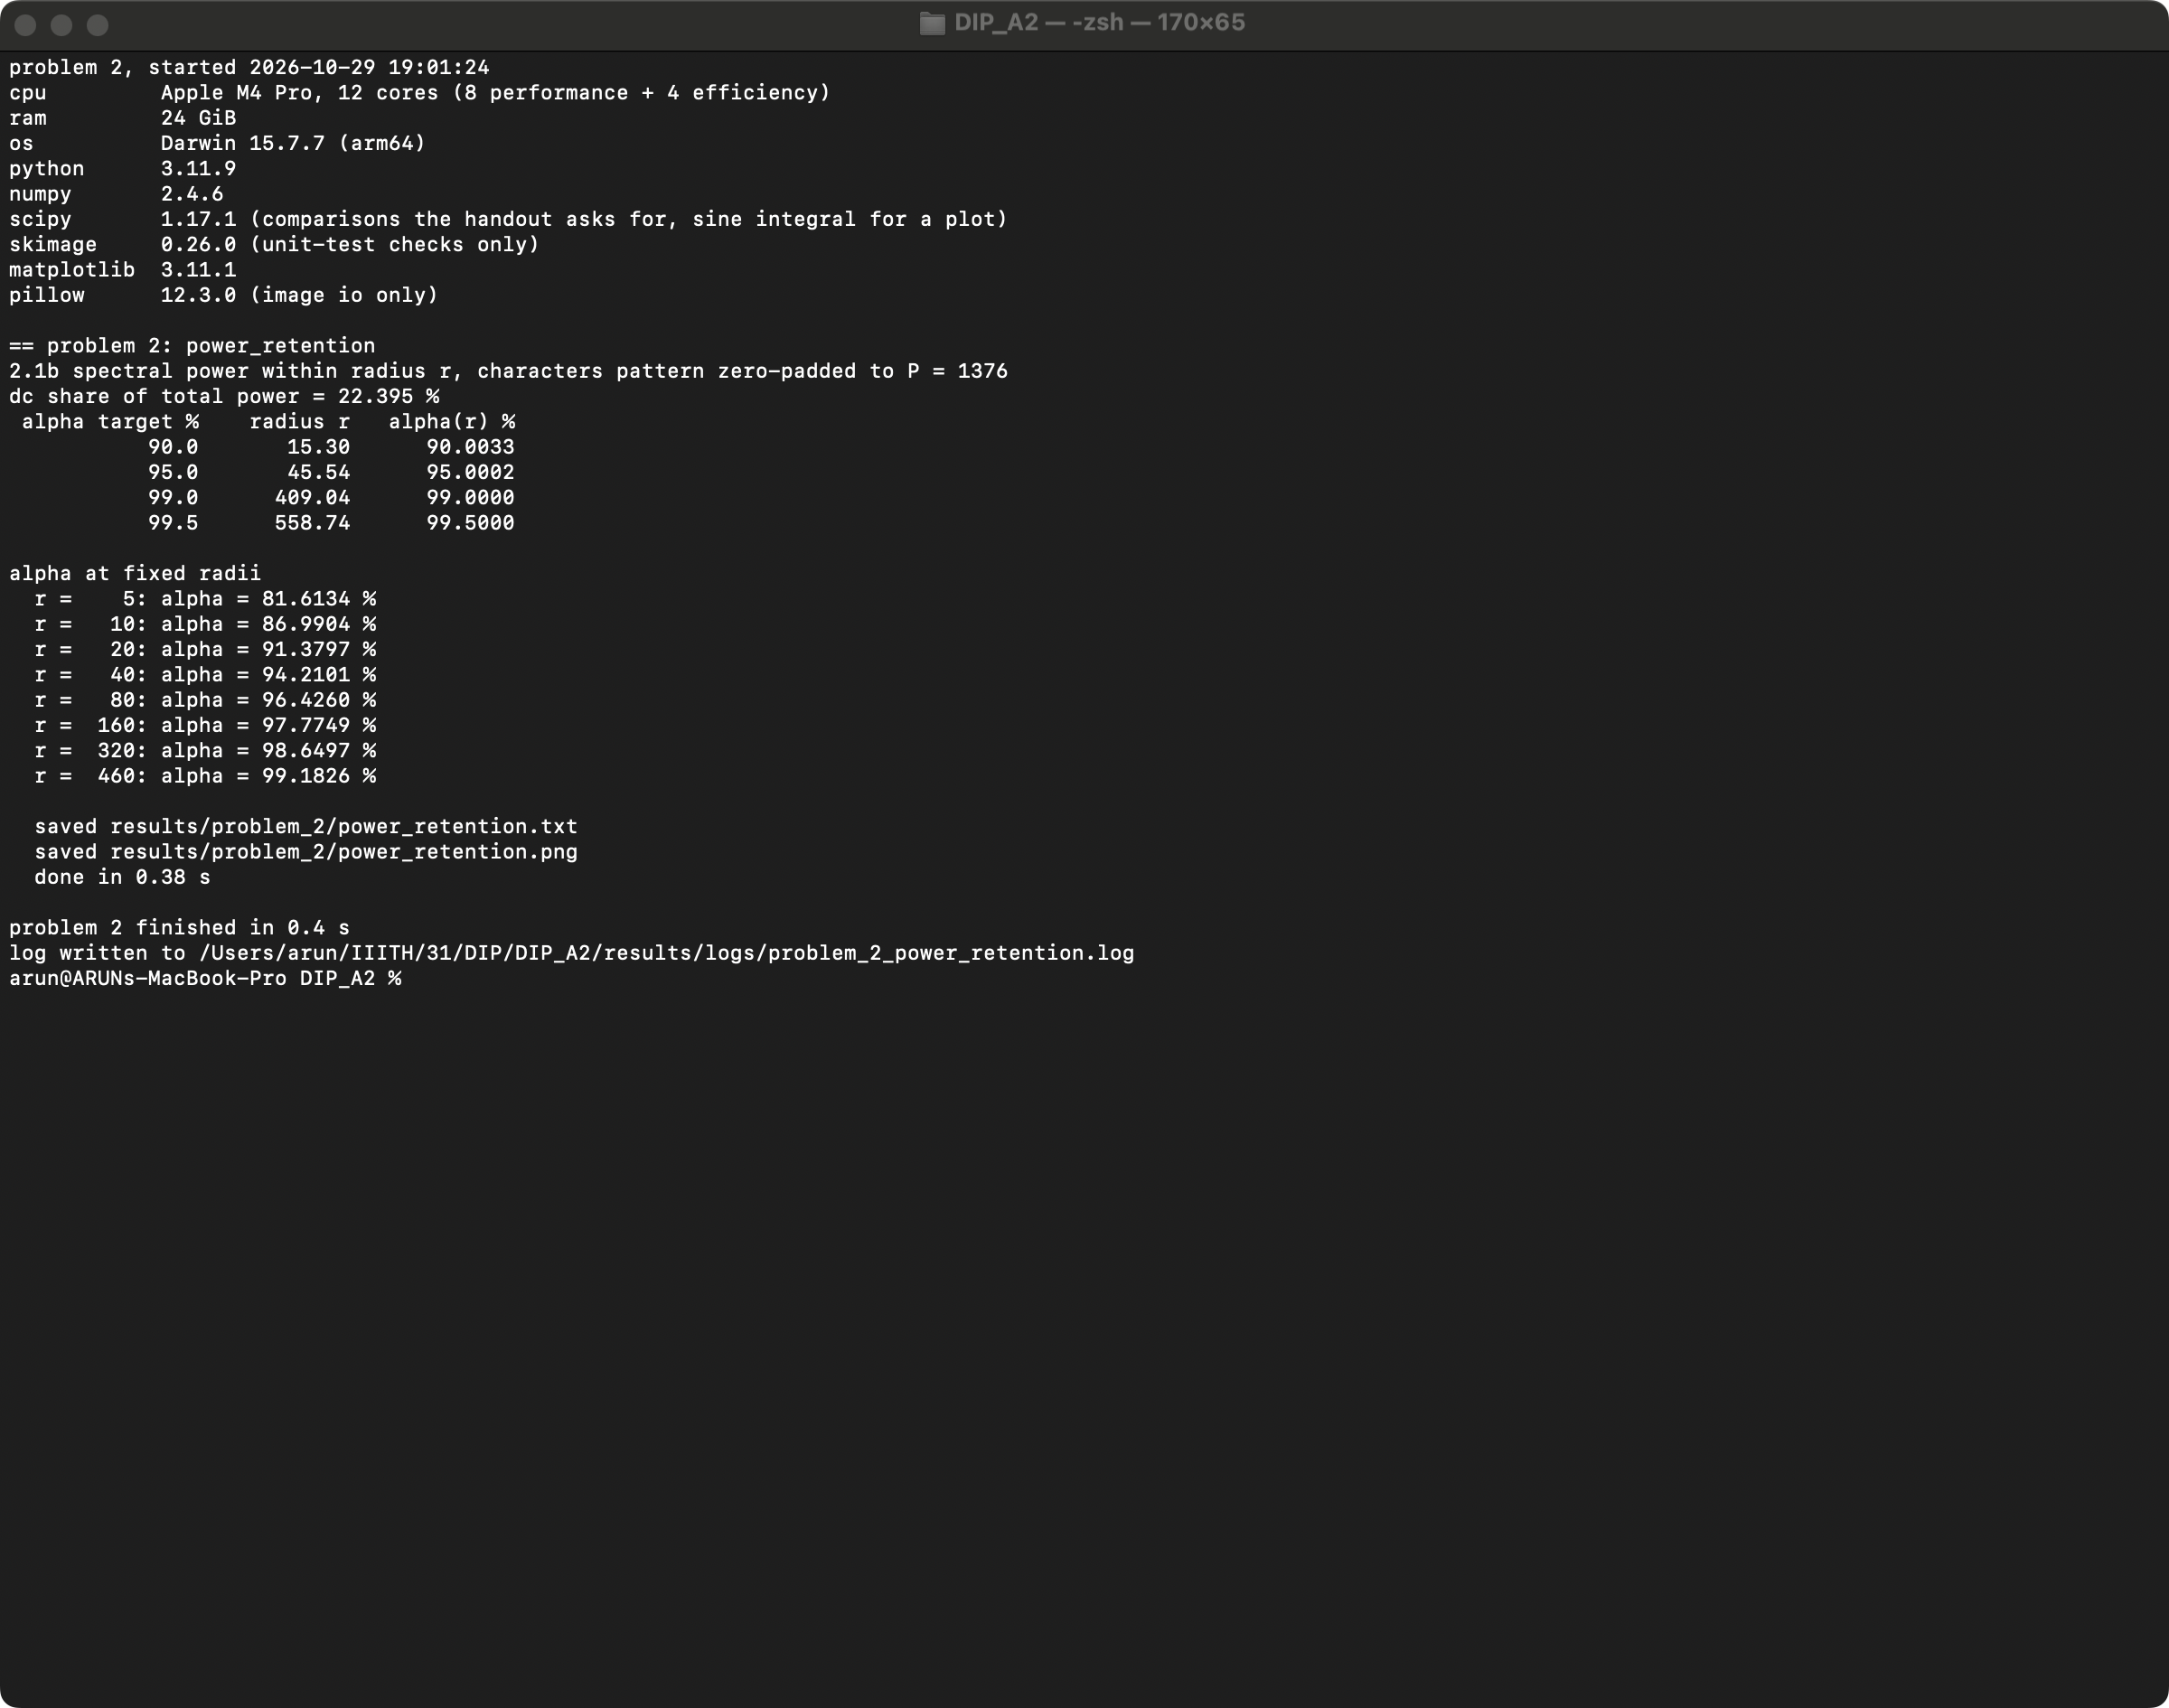 DIP_A2 — -zsh — 170×65
problem 2, started 2026-10-29 19:01:24
cpu         Apple M4 Pro, 12 cores (8 performance + 4 efficiency)
ram         24 GiB
os          Darwin 15.7.7 (arm64)
python      3.11.9
numpy       2.4.6
scipy       1.17.1 (comparisons the handout asks for, sine integral for a plot)
skimage     0.26.0 (unit-test checks only)
matplotlib  3.11.1
pillow      12.3.0 (image io only)

== problem 2: power_retention
2.1b spectral power within radius r, characters pattern zero-padded to P = 1376
dc share of total power = 22.395 %
 alpha target %    radius r   alpha(r) %
           90.0       15.30      90.0033
           95.0       45.54      95.0002
           99.0      409.04      99.0000
           99.5      558.74      99.5000

alpha at fixed radii
  r =    5: alpha = 81.6134 %
  r =   10: alpha = 86.9904 %
  r =   20: alpha = 91.3797 %
  r =   40: alpha = 94.2101 %
  r =   80: alpha = 96.4260 %
  r =  160: alpha = 97.7749 %
  r =  320: alpha = 98.6497 %
  r =  460: alpha = 99.1826 %

  saved results/problem_2/power_retention.txt
  saved results/problem_2/power_retention.png
  done in 0.38 s

problem 2 finished in 0.4 s
log written to /Users/arun/IIITH/31/DIP/DIP_A2/results/logs/problem_2_power_retention.log
arun@ARUNs-MacBook-Pro DIP_A2 %